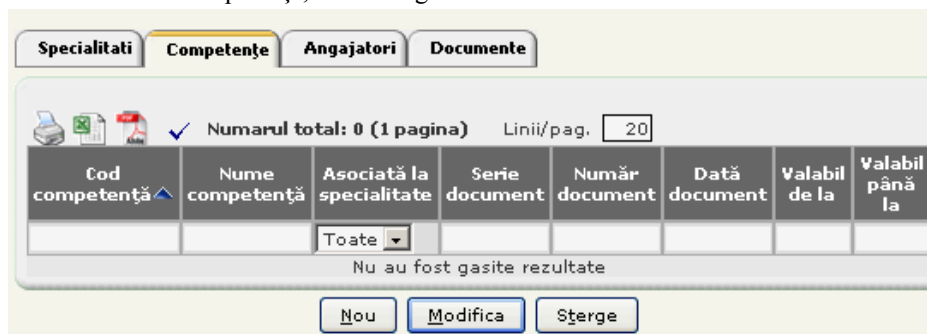 Specialitati Competenţe Angajatori Documente
Numarul total: 0 (1 pagina) Linii/pag. 20
Cod competenţă Nume competenţă Asociată la specialitate Serie document Număr document Dată document Valabil de la Valabil până la
Toate
Nu au fost gasite rezultate
Nou Modifica Sterge